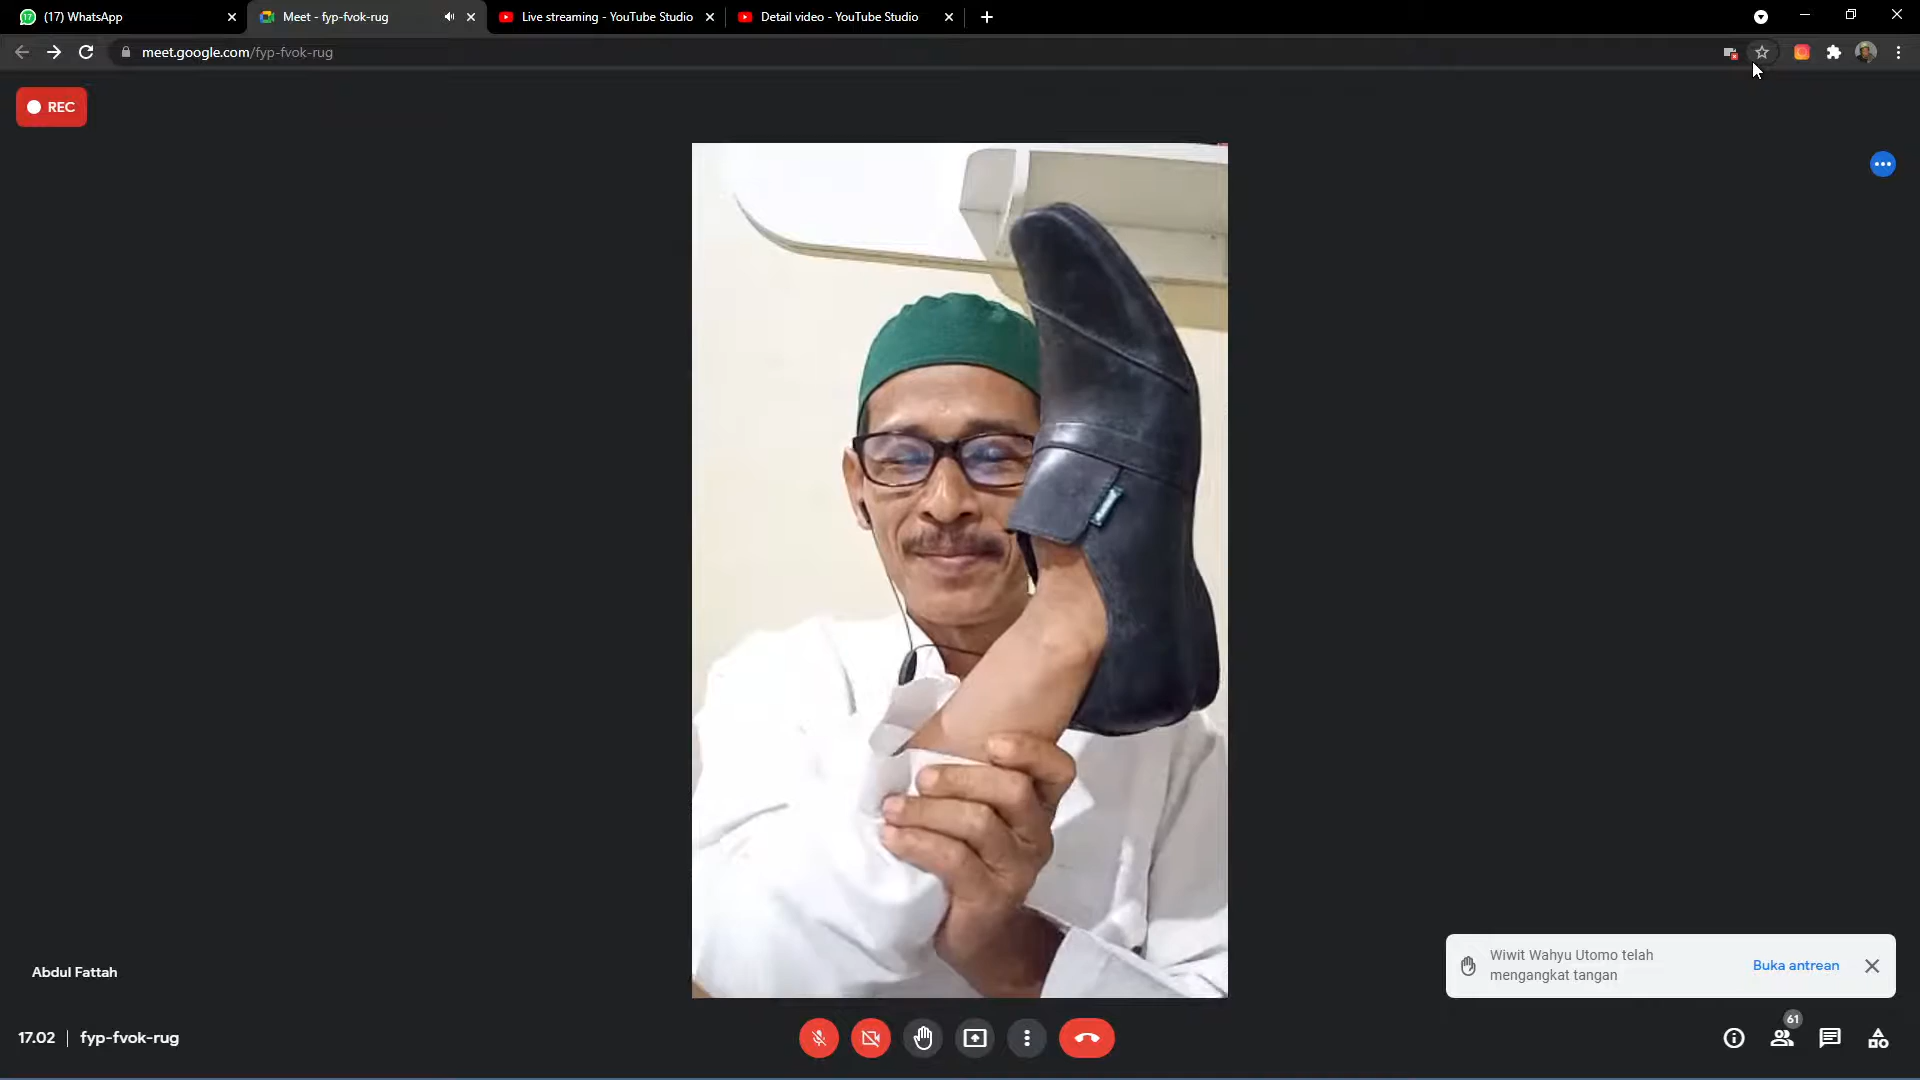 (17) WhatsApp
Meet - fyp-fvok-rug
Live streaming - YouTube Studio
Detail video - YouTube Studio
meet.google.com/fyp-fvok-rug
REC
Abdul Fattah
Wiwit Wahyu Utomo telah
mengangkat tangan
Buka antrean
17.02 | fyp-fvok-rug
61